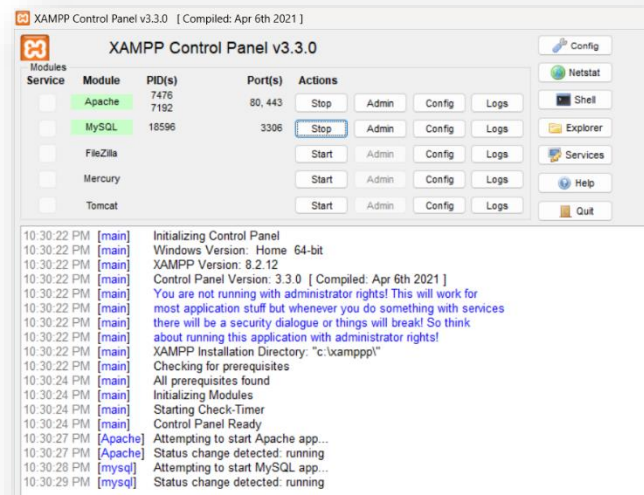 XAMPP Control Panel v3.3.0 [ Compiled: Apr 6th 2021 ]
XAMPP Control Panel v3.3.0
Config
Modules
Service Module PID(s) Port(s) Actions
Netstat
Apache 7476 7192 80, 443 Stop Admin Config Logs
Shell
MySQL 18596 3306 Stop Admin Config Logs
Explorer
FileZilla Start Admin Config Logs
Services
Mercury Start Admin Config Logs
Help
Tomcat Start Admin Config Logs
Quit
10:30:22 PM [main] Initializing Control Panel
10:30:22 PM [main] Windows Version: Home 64-bit
10:30:22 PM [main] XAMPP Version: 8.2.12
10:30:22 PM [main] Control Panel Version: 3.3.0 [ Compiled: Apr 6th 2021 ]
10:30:22 PM [main] You are not running with administrator rights! This will work for
10:30:22 PM [main] most application stuff but whenever you do something with services
10:30:22 PM [main] there will be a security dialogue or things will break! So think
10:30:22 PM [main] about running this application with administrator rights!
10:30:22 PM [main] XAMPP Installation Directory: "c:\xamppp\"
10:30:22 PM [main] Checking for prerequisites
10:30:24 PM [main] All prerequisites found
10:30:24 PM [main] Initializing Modules
10:30:24 PM [main] Starting Check-Timer
10:30:24 PM [main] Control Panel Ready
10:30:27 PM [Apache] Attempting to start Apache app...
10:30:27 PM [Apache] Status change detected: running
10:30:28 PM [mysql] Attempting to start MySQL app...
10:30:29 PM [mysql] Status change detected: running